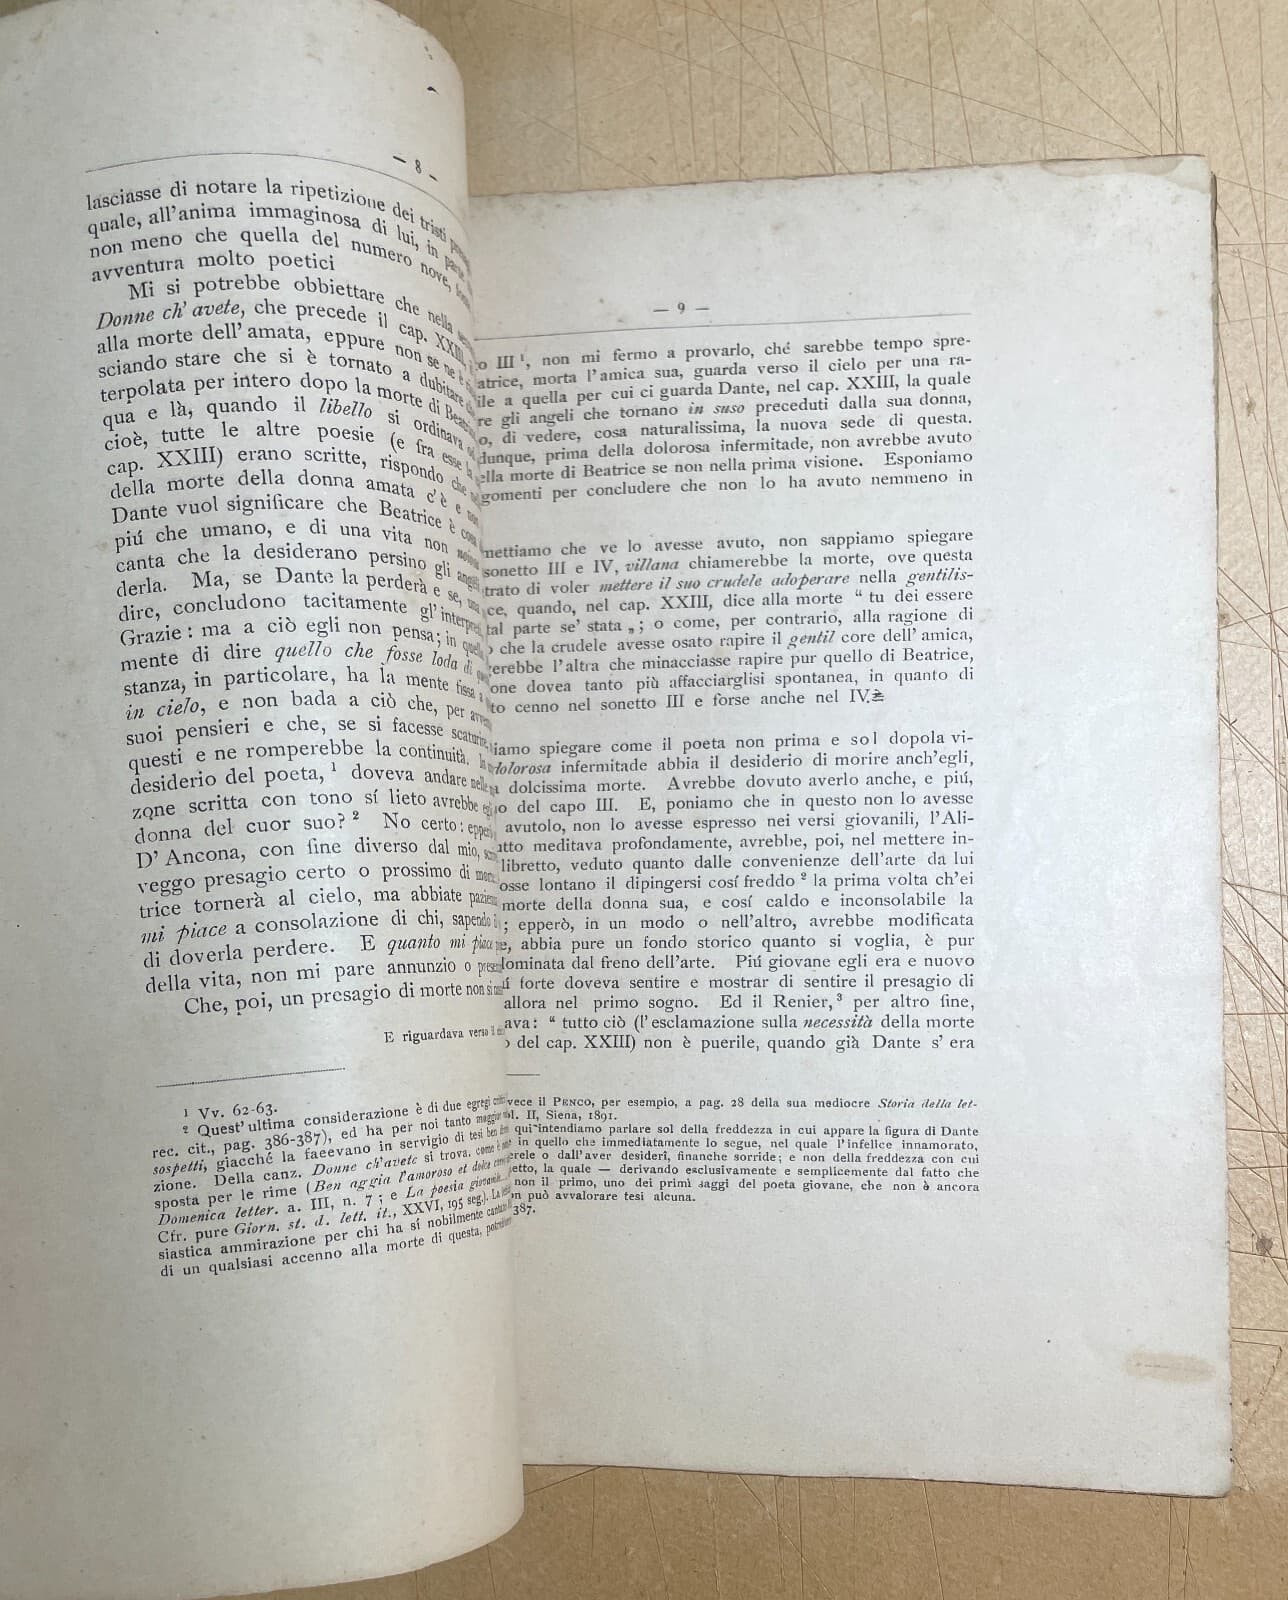 — 8 —
lasciasse di notare la ripetizione dei tristi
quale, all'anima immaginosa di lui, in parte
non meno che quella del numero nove,
avventura molto poetici
Mi si potrebbe obbiettare che nella
Donne ch' avete, che precede il cap. XXIII,
alla morte dell' amata, eppure non se ne è
sciando stare che si è tornato a dubitare
terpolata per intero dopo la morte di
qua e là, quando il libello si ordinava
cioè, tutte le altre poesie (e fra esse la
cap. XXIII) erano scritte, rispondo che
della morte della donna amata c'è e non
Dante vuol significare che Beatrice è cosa
piú che umano, e di una vita non
canta che la desiderano persino gli angeli
derla. Ma, se Dante la perderà e se, una
dire, concludono tacitamente gl' interpreti
Grazie: ma a ciò egli non pensa; in quella
mente di dire quello che fosse loda di
stanza, in particolare, ha la mente fissa a
in cielo, e non bada a ciò che, per
suoi pensieri e che, se si facesse
questi e ne romperebbe la continuità. In
desiderio del poeta, ¹ doveva andare nella
zone scritta con tono sí lieto avrebbe egli
donna del cuor suo? ² No certo: epperò
D' Ancona, con fine diverso dal mio,
veggo presagio certo o prossimo di
trice tornerà al cielo, ma abbiate
mi piace a consolazione di chi, sapendo
di doverla perdere. E quanto mi piace
della vita, non mi pare annunzio o
Che, poi, un presagio di morte non si
E riguardava verso il
¹ Vv. 62-63.
² Quest' ultima considerazione è di due egregi
rec. cit., pag. 386-387), ed ha per noi tanto
sospetti, giacché la facevano in servigio di tesi ben
zione. Della canz. Donne ch'avete si trova, come è
sposta per le rime (Ben aggia l'amoroso et dolce
Domenica letter. a. III, n. 7; e La poesia
Cfr. pure Giorn. st. d. lett. it., XXVI, 195 seg.). La
siastica ammirazione per chi ha sí nobilmente
di un qualsiasi accenno alla morte di questa,
— 9 —
o III ¹, non mi fermo a provarlo, ché sarebbe tempo spre-
atrice, morta l'amica sua, guarda verso il cielo per una ra-
ile a quella per cui ci guarda Dante, nel cap. XXIII, la quale
re gli angeli che tornano in suso preceduti dalla sua donna,
o, di vedere, cosa naturalissima, la nuova sede di questa.
dunque, prima della dolorosa infermitade, non avrebbe avuto
ella morte di Beatrice se non nella prima visione. Esponiamo
gomenti per concludere che non lo ha avuto nemmeno in
mettiamo che ve lo avesse avuto, non sappiamo spiegare
sonetto III e IV, villana chiamerebbe la morte, ove questa
trato di voler mettere il suo crudele adoperare nella gentilis-
ce, quando, nel cap. XXIII, dice alla morte “ tu dei essere
tal parte se' stata „; o come, per contrario, alla ragione di
o che la crudele avesse osato rapire il gentil core dell' amica,
erebbe l'altra che minacciasse rapire pur quello di Beatrice,
one dovea tanto più affacciarglisi spontanea, in quanto di
to cenno nel sonetto III e forse anche nel IV.
iamo spiegare come il poeta non prima e sol dopola vi-
dolorosa infermitade abbia il desiderio di morire anch'egli,
a dolcissima morte. Avrebbe dovuto averlo anche, e piú,
o del capo III. E, poniamo che in questo non lo avesse
avutolo, non lo avesse espresso nei versi giovanili, l'Ali-
tto meditava profondamente, avrebbe, poi, nel mettere in-
libretto, veduto quanto dalle convenienze dell'arte da lui
osse lontano il dipingersi cosí freddo ² la prima volta ch'ei
morte della donna sua, e cosí caldo e inconsolabile la
; epperò, in un modo o nell'altro, avrebbe modificata
e, abbia pure un fondo storico quanto si voglia, è pur
dominata dal freno dell'arte. Piú giovane egli era e nuovo
ú forte doveva sentire e mostrar di sentire il presagio di
allora nel primo sogno. Ed il Renier, ³ per altro fine,
ava: “ tutto ciò (l'esclamazione sulla necessità della morte
o del cap. XXIII) non è puerile, quando già Dante s' era
vece il PENCO, per esempio, a pag. 28 della sua mediocre Storia della let-
l. II, Siena, 1891.
qui intendiamo parlare sol della freddezza in cui appare la figura di Dante
in quello che immediatamente lo segue, nel quale l'infelice innamorato,
erele o dall'aver desideri, finanche sorride; e non della freddezza con cui
etto, la quale — derivando esclusivamente e semplicemente dal fatto che
non il primo, uno dei primi saggi del poeta giovane, che non è ancora
n può avvalorare tesi alcuna.
387.